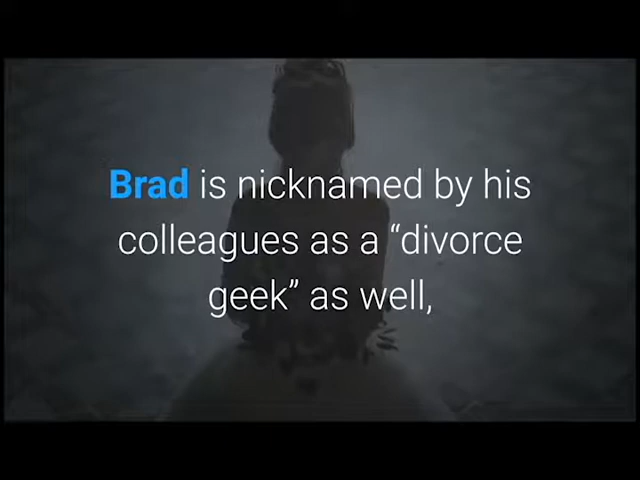 Brad is nicknamed by his
colleagues as a “divorce
geek” as well,